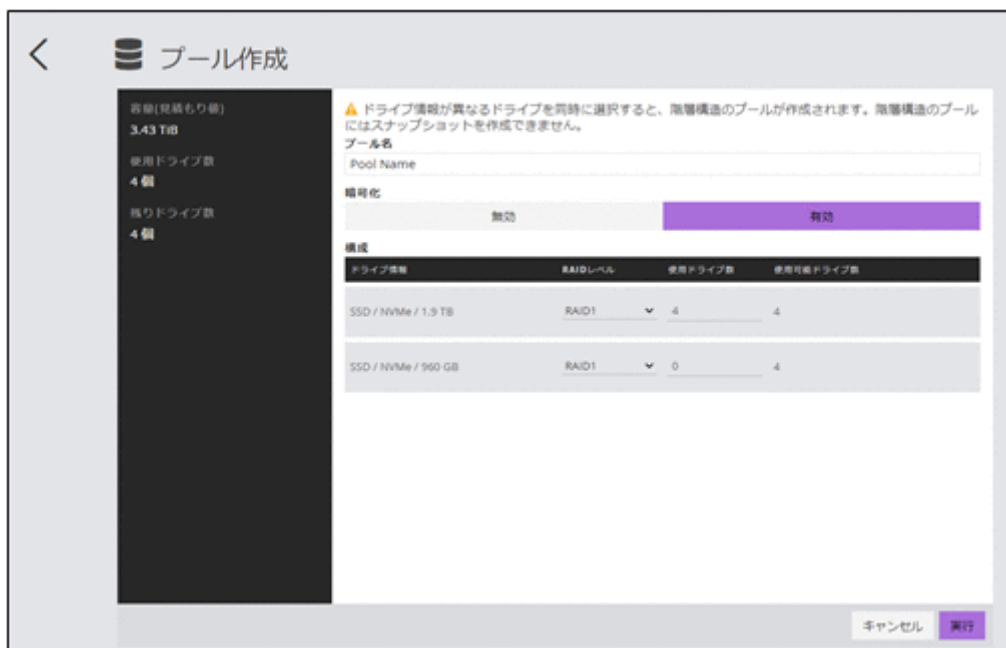 プール作成
容量(見積もり値)
3.43 TiB
使用ドライブ数
4 個
残りドライブ数
4 個
ドライブ情報が異なるドライブを同時に選択すると、階層構造のプールが作成されます。階層構造のプール
にはスナップショットを作成できません。
プール名
Pool Name
暗号化
無効 有効
構成
ドライブ情報 RAIDレベル 使用ドライブ数 使用可能ドライブ数
SSD / NVMe / 1.9 TB RAID1 4 4
SSD / NVMe / 960 GB RAID1 0 4
キャンセル 実行